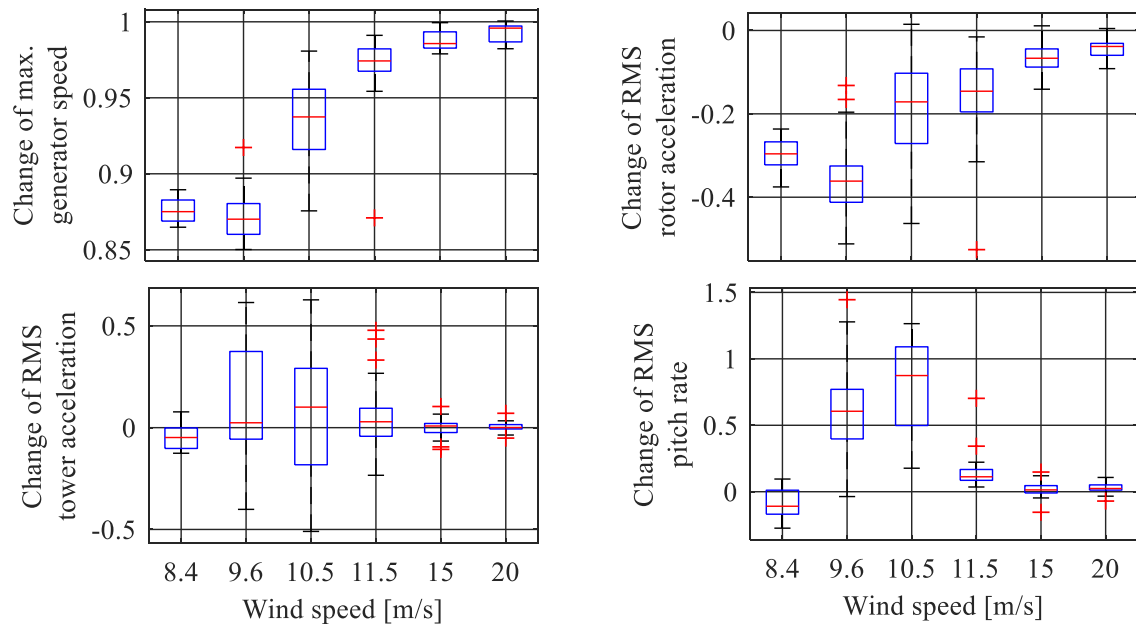 Change of max.
generator speed
1
0.95
0.9
0.85
Change of RMS
rotor acceleration
0
-0.2
-0.4
Change of RMS
tower acceleration
0.5
0
-0.5
8.4 9.6 10.5 11.5 15 20
Wind speed [m/s]
Change of RMS
pitch rate
1.5
1
0.5
0
8.4 9.6 10.5 11.5 15 20
Wind speed [m/s]